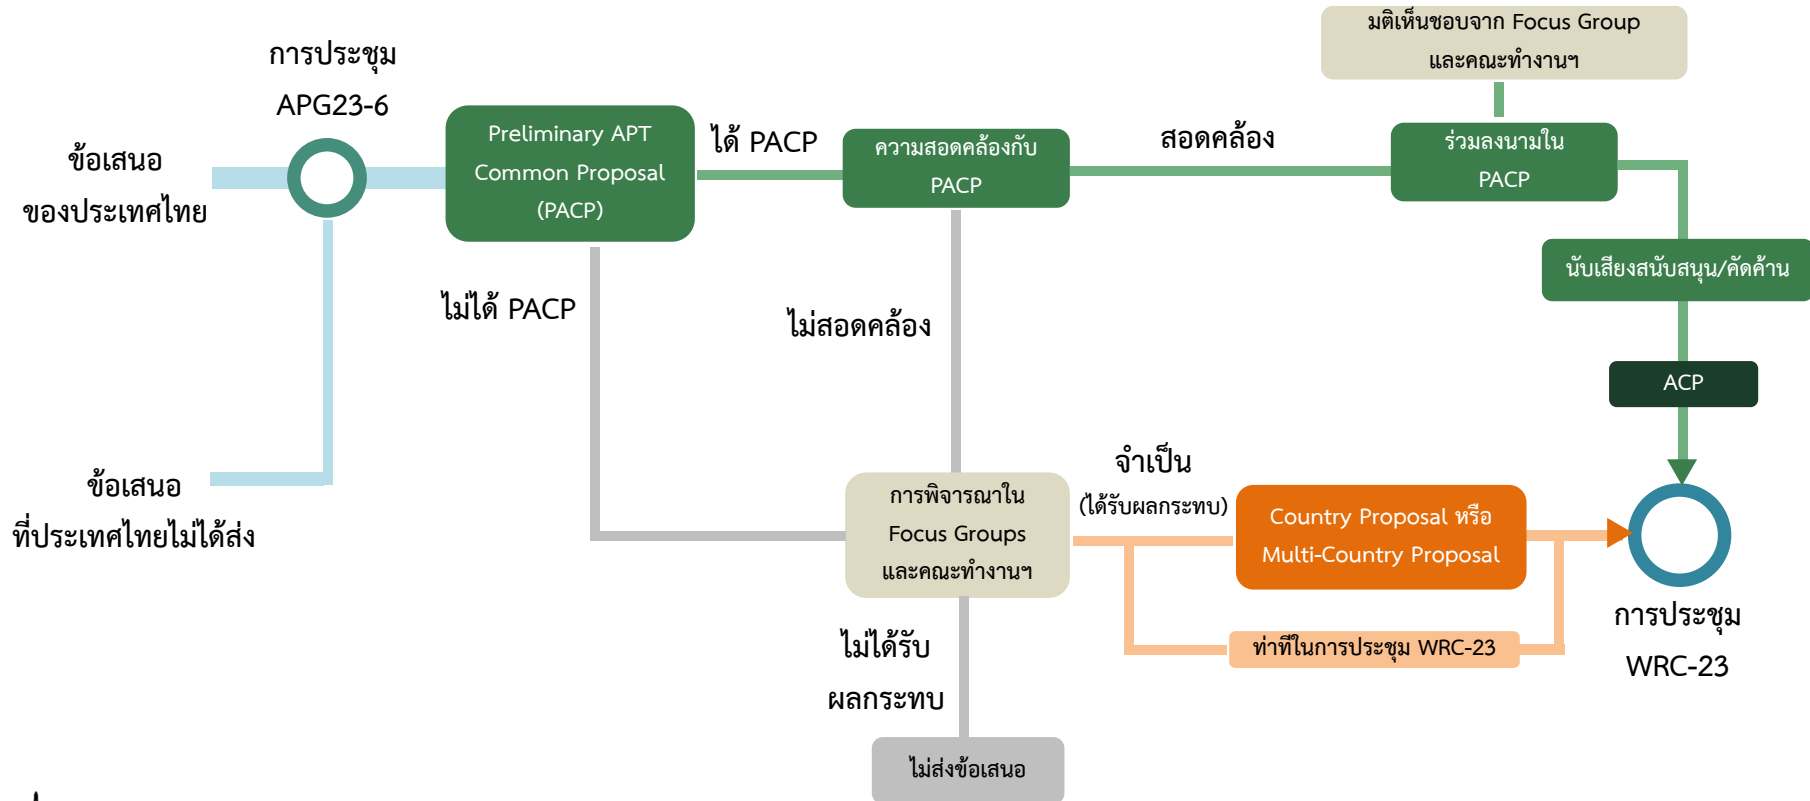 มติเห็นชอบจาก Focus Group
และคณะทำงานฯ
การประชุม
APG23-6
ข้อเสนอ
ของประเทศไทย
Preliminary APT
Common Proposal
(PACP)
ได้ PACP
ความสอดคล้องกับ
PACP
สอดคล้อง
ร่วมลงนามใน
PACP
นับเสียงสนับสนุน/คัดค้าน
ไม่ได้ PACP
ไม่สอดคล้อง
ACP
ข้อเสนอ
ที่ประเทศไทยไม่ได้ส่ง
การพิจารณาใน
Focus Groups
และคณะทำงานฯ
จำเป็น
(ได้รับผลกระทบ)
Country Proposal หรือ
Multi-Country Proposal
ท่าทีในการประชุม WRC-23
การประชุม
WRC-23
ไม่ได้รับ
ผลกระทบ
ไม่ส่งข้อเสนอ